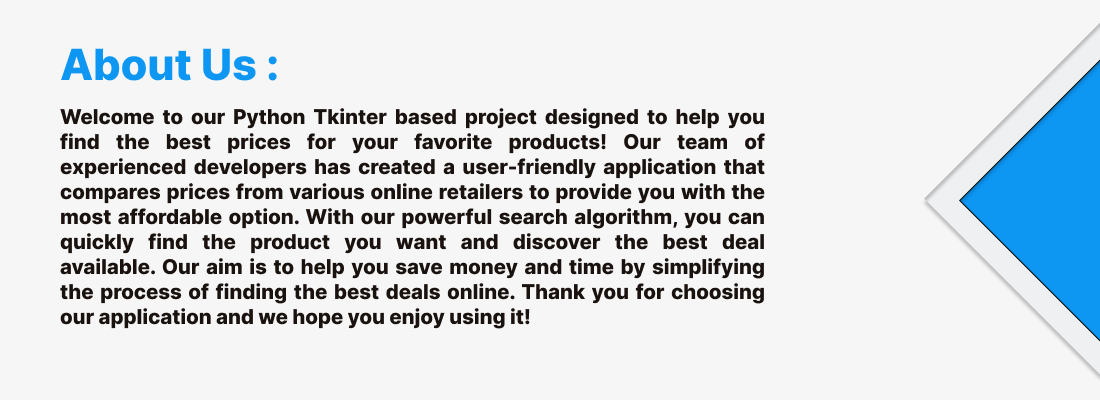 About Us :
Welcome to our Python Tkinter based project designed to help you
find the best prices for your favorite products! Our team of
experienced developers has created a user-friendly application that
compares prices from various online retailers to provide you with the
most affordable option. With our powerful search algorithm, you can
quickly find the product you want and discover the best deal
available. Our aim is to help you save money and time by simplifying
the process of finding the best deals online. Thank you for choosing
our application and we hope you enjoy using it!